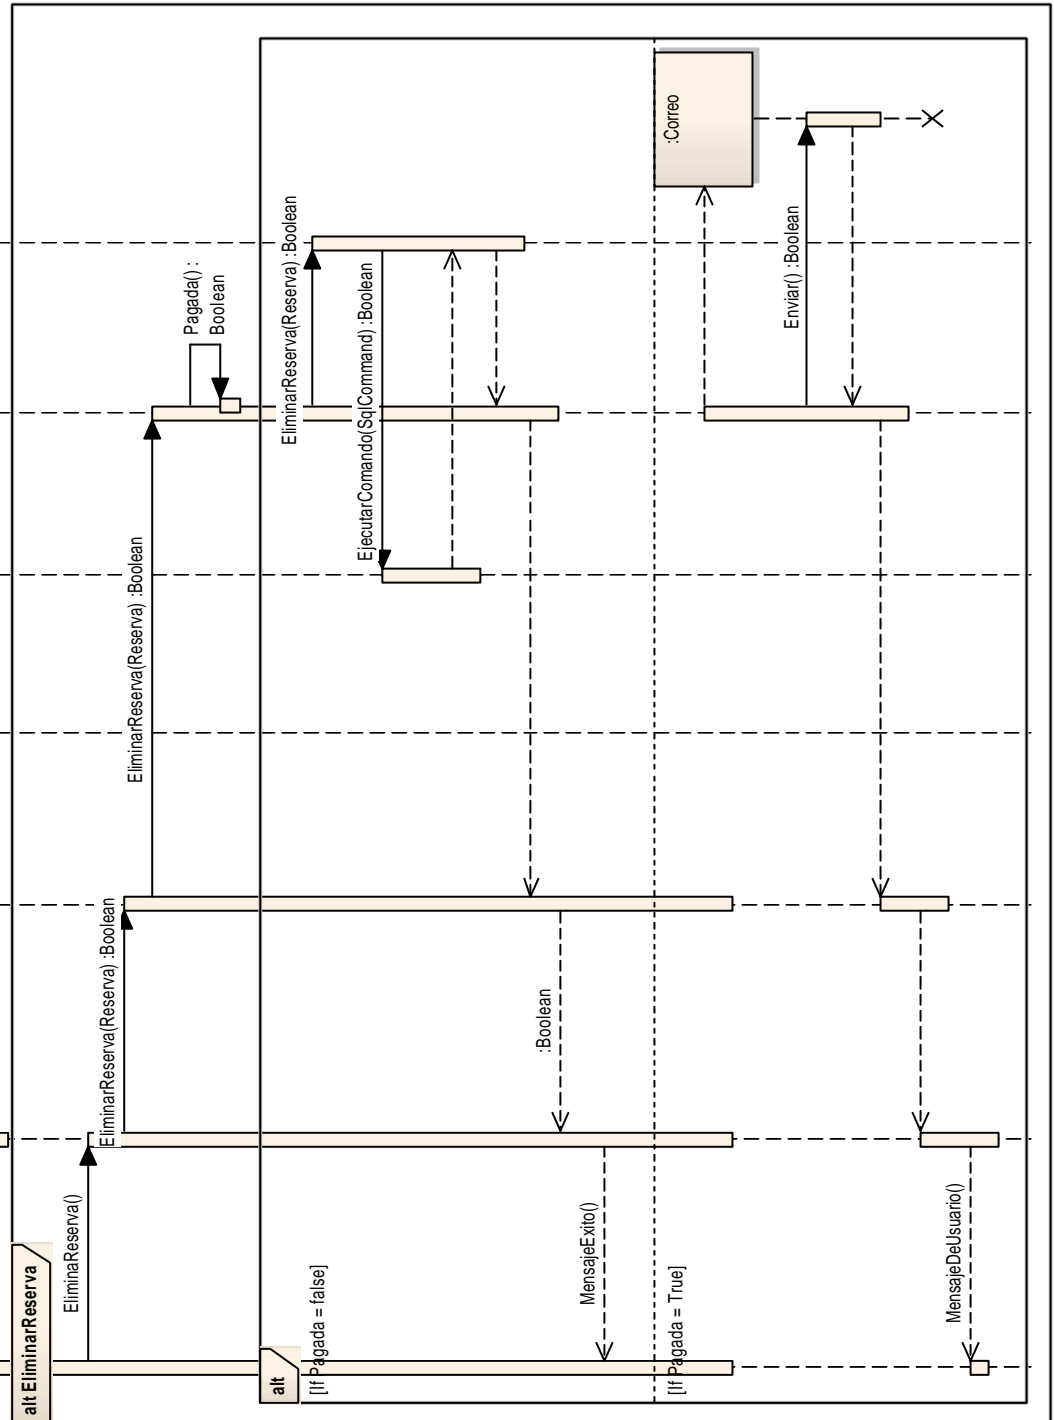 alt EliminarReserva
EliminaReserva()
EliminarReserva(Reserva) :Boolean
EliminarReserva(Reserva) :Boolean
Pagada() :
Boolean
alt
[If Pagada = false]
EliminarReserva(Reserva) :Boolean
EjecutarComando(SqlCommand) :Boolean
:Boolean
MensajeExito()
[If Pagada = True]
:Correo
Enviar() :Boolean
MensajeDeUsuario()